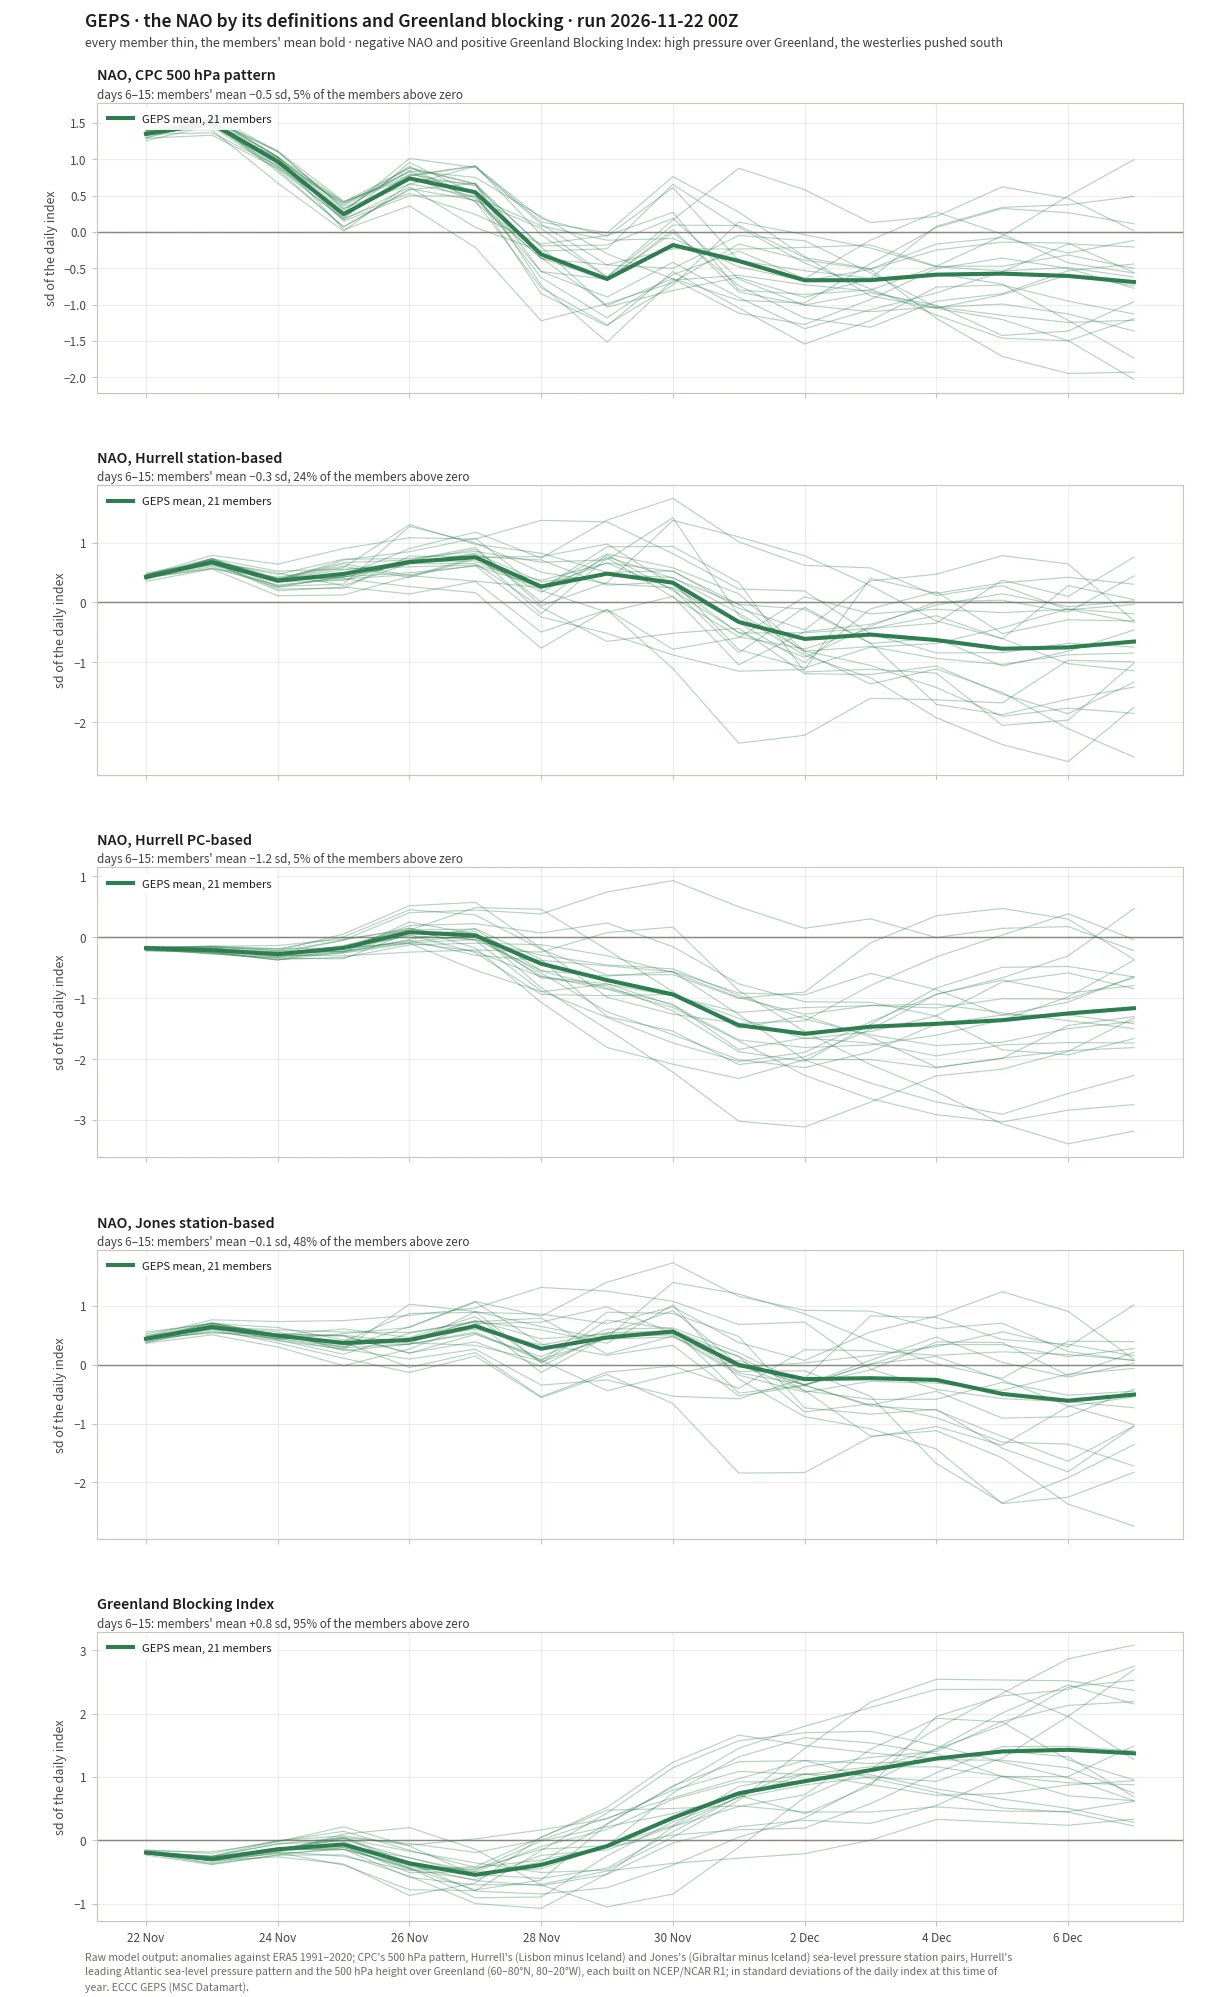 GEPS · the NAO by its definitions and Greenland blocking · run 2026-11-22 00Z
every member thin, the members' mean bold · negative NAO and positive Greenland Blocking Index: high pressure over Greenland, the westerlies pushed south
NAO, CPC 500 hPa pattern
days 6–15: members' mean −0.5 sd, 5% of the members above zero
GEPS mean, 21 members
1.5
1.0
0.5
0.0
−0.5
−1.0
−1.5
−2.0
sd of the daily index
NAO, Hurrell station-based
days 6–15: members' mean −0.3 sd, 24% of the members above zero
GEPS mean, 21 members
1
0
−1
−2
sd of the daily index
NAO, Hurrell PC-based
days 6–15: members' mean −1.2 sd, 5% of the members above zero
GEPS mean, 21 members
1
0
−1
−2
−3
sd of the daily index
NAO, Jones station-based
days 6–15: members' mean −0.1 sd, 48% of the members above zero
GEPS mean, 21 members
1
0
−1
−2
sd of the daily index
Greenland Blocking Index
days 6–15: members' mean +0.8 sd, 95% of the members above zero
GEPS mean, 21 members
3
2
1
0
−1
sd of the daily index
22 Nov 24 Nov 26 Nov 28 Nov 30 Nov 2 Dec 4 Dec 6 Dec
Raw model output: anomalies against ERA5 1991–2020; CPC's 500 hPa pattern, Hurrell's (Lisbon minus Iceland) and Jones's (Gibraltar minus Iceland) sea-level pressure station pairs, Hurrell's
leading Atlantic sea-level pressure pattern and the 500 hPa height over Greenland (60–80°N, 80–20°W), each built on NCEP/NCAR R1; in standard deviations of the daily index at this time of
year. ECCC GEPS (MSC Datamart).